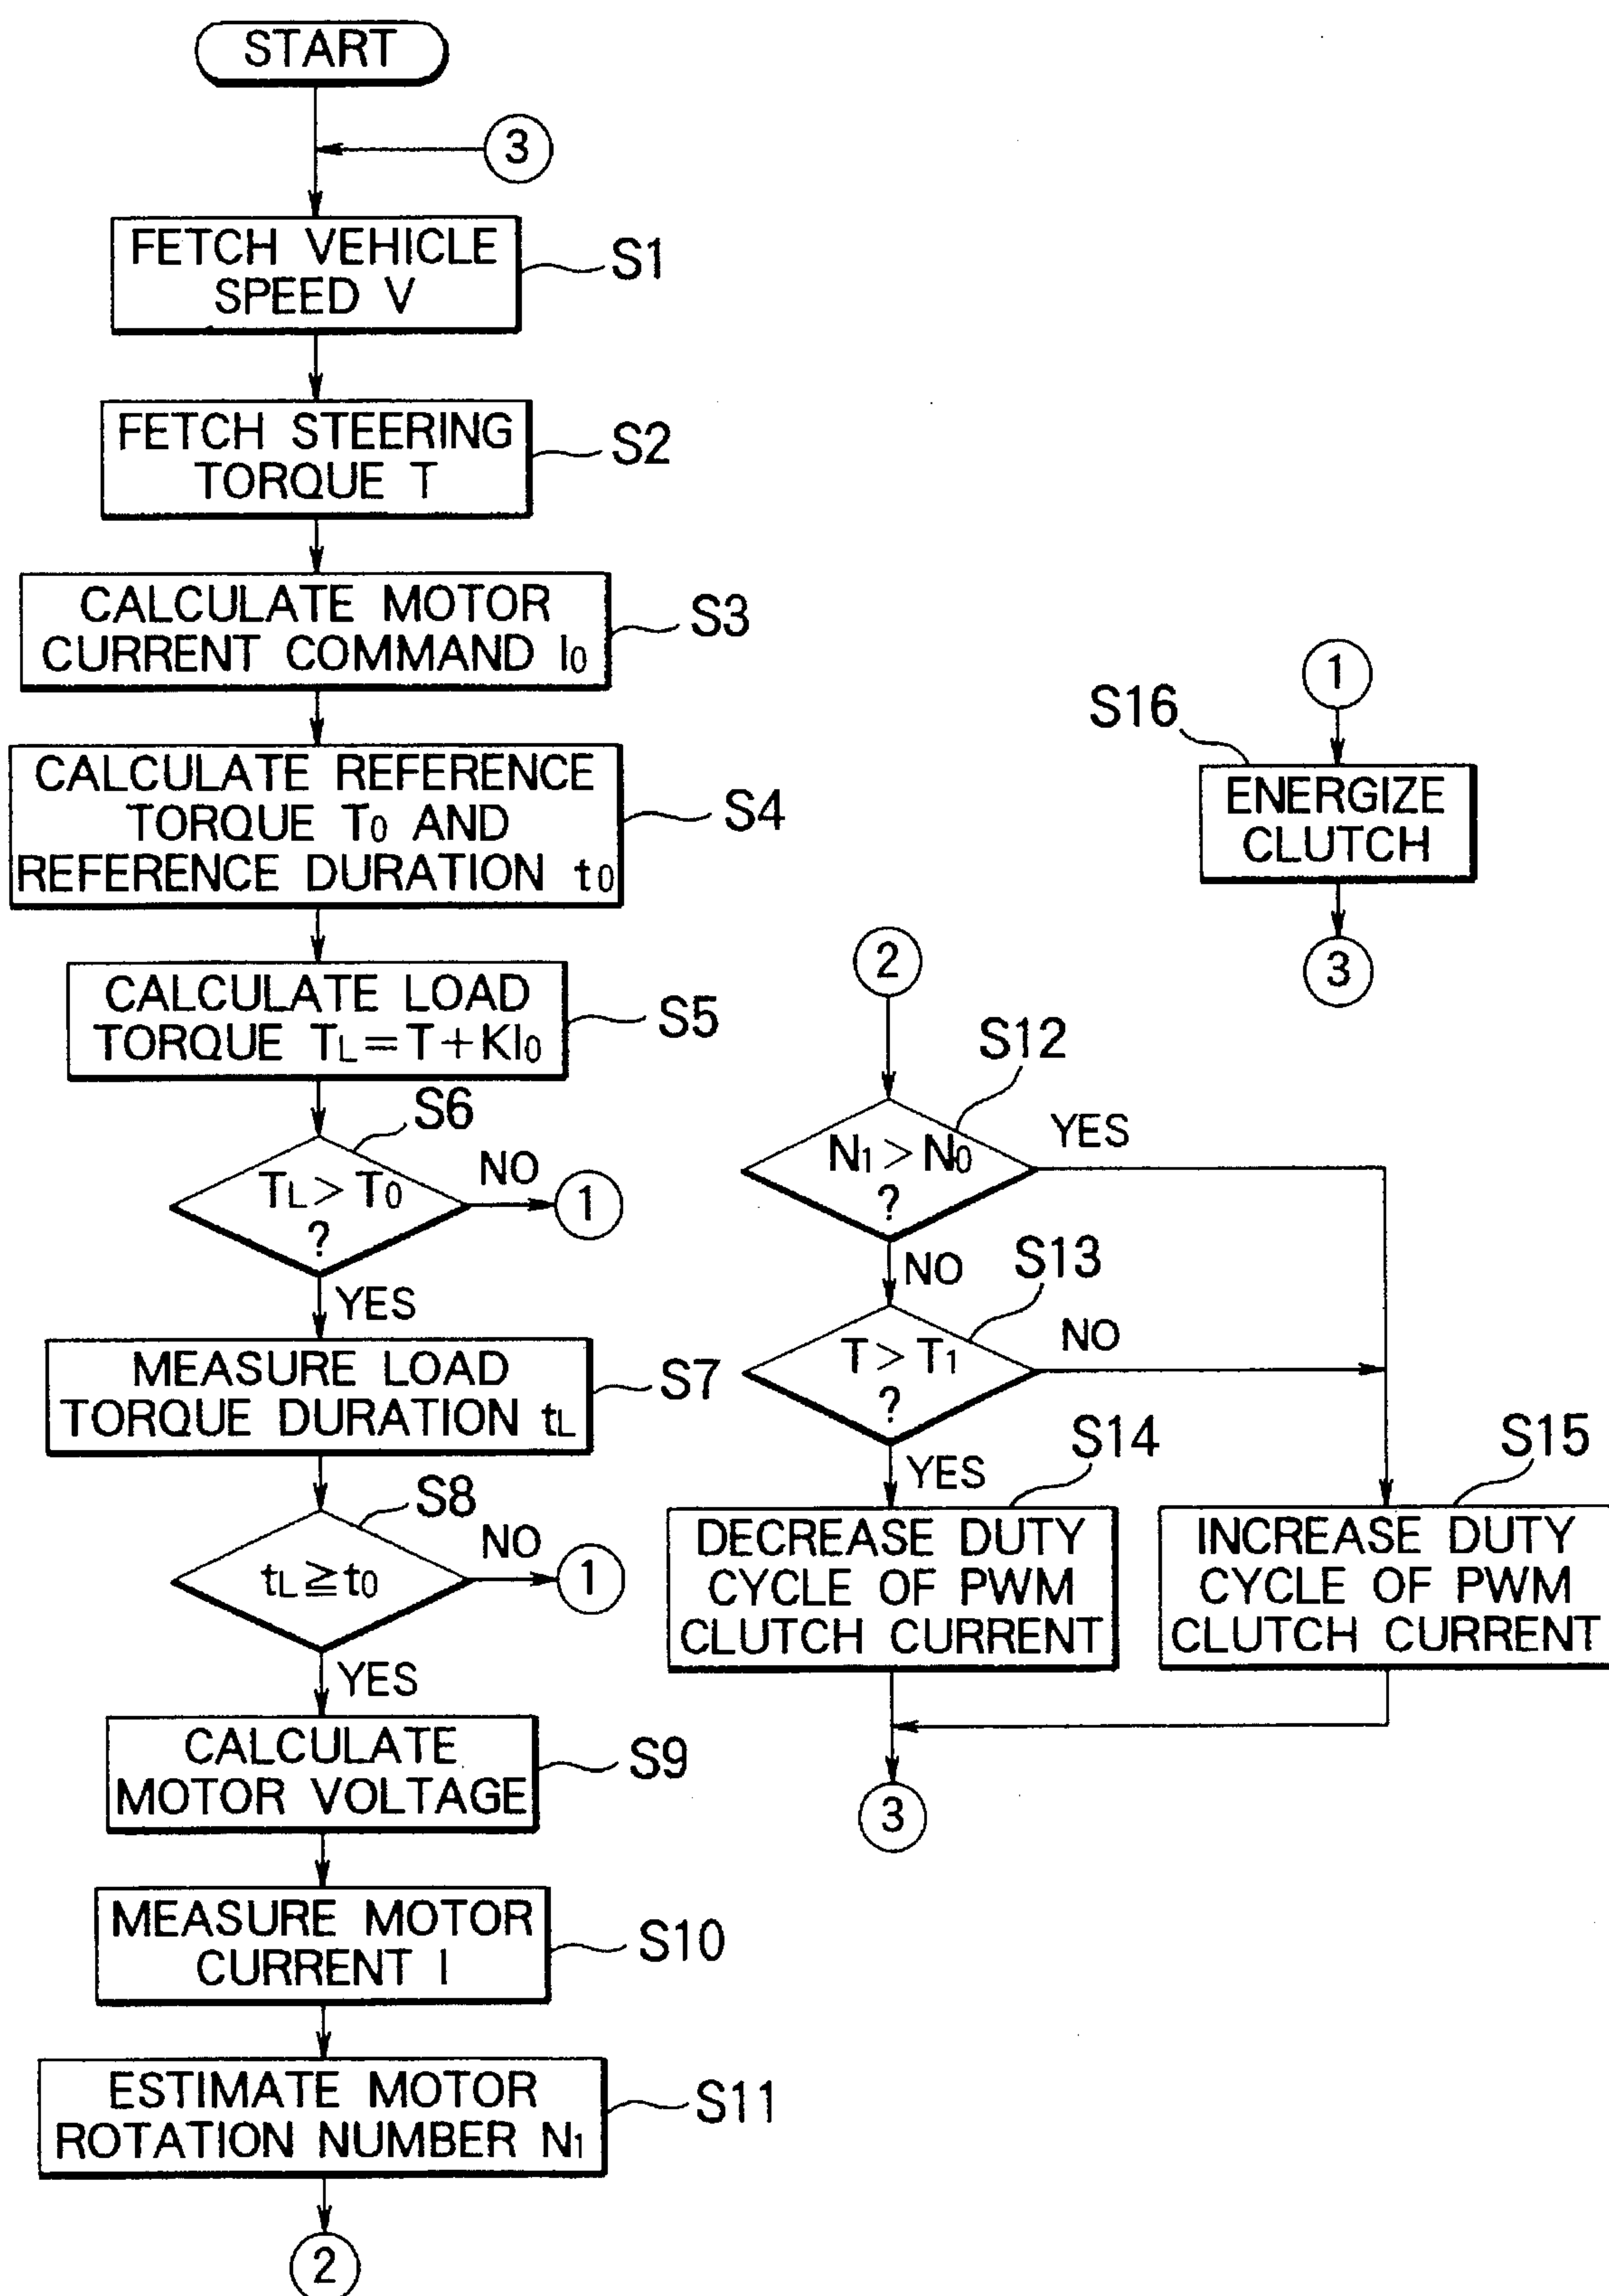 START
3
FETCH VEHICLE
SPEED V
S1
FETCH STEERING
TORQUE T
S2
CALCULATE MOTOR
CURRENT COMMAND I0
S3
CALCULATE REFERENCE
TORQUE T0 AND
REFERENCE DURATION t0
S4
CALCULATE LOAD
TORQUE TL=T+KI0
S5
S6
TL>T0
?
NO
1
YES
MEASURE LOAD
TORQUE DURATION tL
S7
S8
tL≧t0
NO
1
YES
CALCULATE
MOTOR VOLTAGE
S9
MEASURE MOTOR
CURRENT I
S10
ESTIMATE MOTOR
ROTATION NUMBER N1
S11
2
1
S16
ENERGIZE
CLUTCH
3
2
S12
N1>N0
?
YES
NO
S13
T>T1
?
NO
YES
S14
DECREASE DUTY
CYCLE OF PWM
CLUTCH CURRENT
S15
INCREASE DUTY
CYCLE OF PWM
CLUTCH CURRENT
3